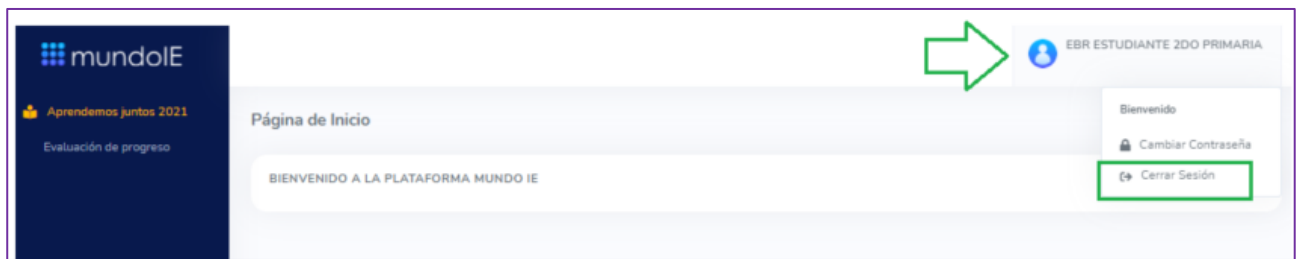 mundoIE
EBR ESTUDIANTE 2DO PRIMARIA
Aprendemos juntos 2021
Evaluación de progreso
Página de Inicio
BIENVENIDO A LA PLATAFORMA MUNDO IE
Bienvenido
Cambiar Contraseña
Cerrar Sesión